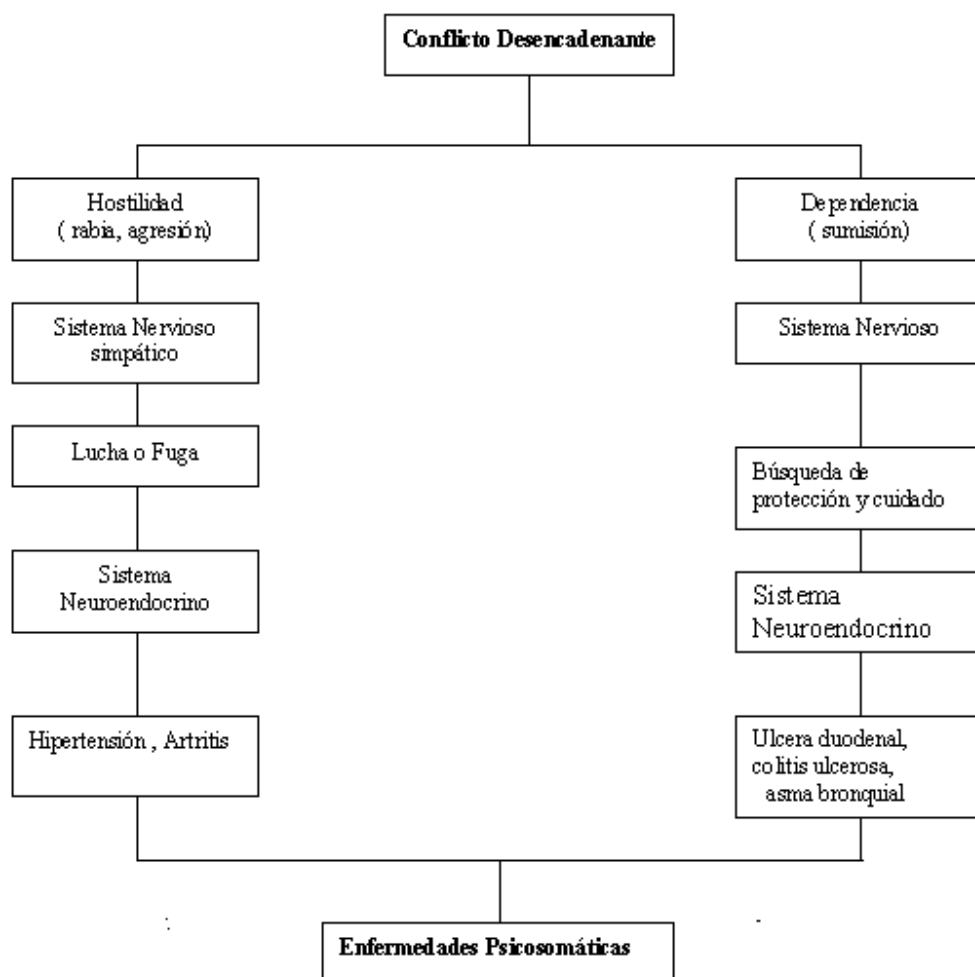 Conflicto Desencadenante
Hostilidad
( rabia, agresión)
Sistema Nervioso
simpático
Lucha o Fuga
Sistema
Neuroendocrino
Hipertensión , Artritis
Dependencia
( sumisión)
Sistema Nervioso
Búsqueda de
protección y cuidado
Sistema
Neuroendocrino
Ulcera duodenal,
colitis ulcerosa,
asma bronquial
Enfermedades Psicosomáticas